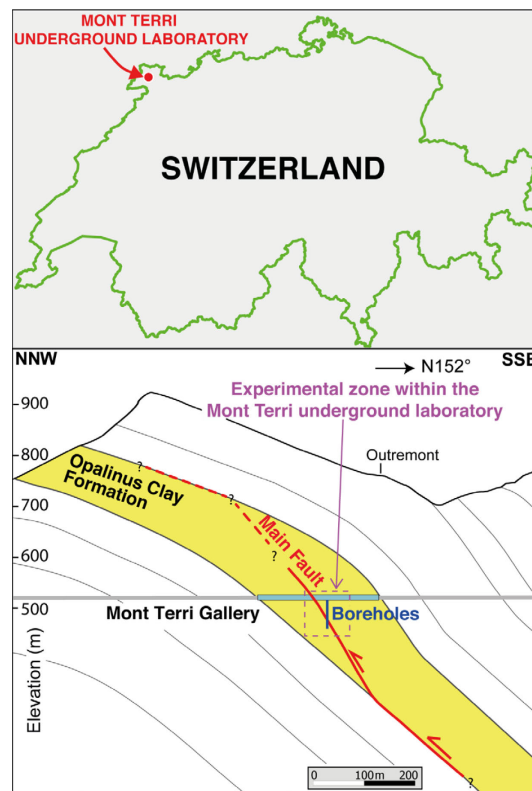 MONT TERRI
UNDERGROUND LABORATORY
SWITZERLAND
NNW
N152°
SSE
Experimental zone within the
Mont Terri underground laboratory
900
800
700
600
500
Elevation (m)
Outremont
Opalinus Clay
Formation
?
?
?
Main Fault
Mont Terri Gallery
Boreholes
?
0 100m 200